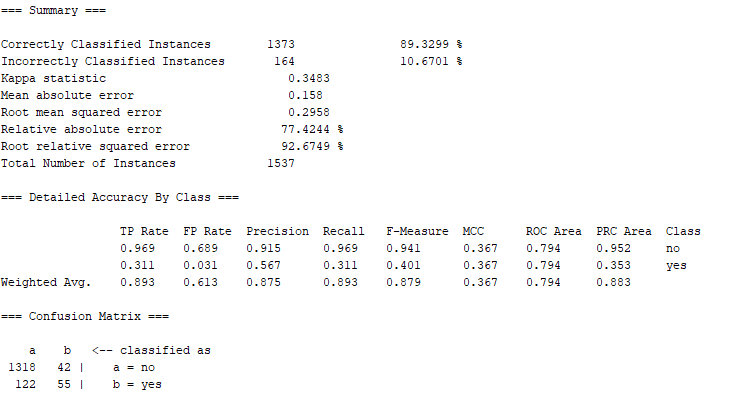 === Summary ===
Correctly Classified Instances 1373 89.3299 %
Incorrectly Classified Instances 164 10.6701 %
Kappa statistic 0.3483
Mean absolute error 0.158
Root mean squared error 0.2958
Relative absolute error 77.4244 %
Root relative squared error 92.6749 %
Total Number of Instances 1537
=== Detailed Accuracy By Class ===
TP Rate FP Rate Precision Recall F-Measure MCC ROC Area PRC Area Class
0.969 0.689 0.915 0.969 0.941 0.367 0.794 0.952 no
0.311 0.031 0.567 0.311 0.401 0.367 0.794 0.353 yes
Weighted Avg. 0.893 0.613 0.875 0.893 0.879 0.367 0.794 0.883
=== Confusion Matrix ===
a b <-- classified as
1318 42 | a = no
122 55 | b = yes